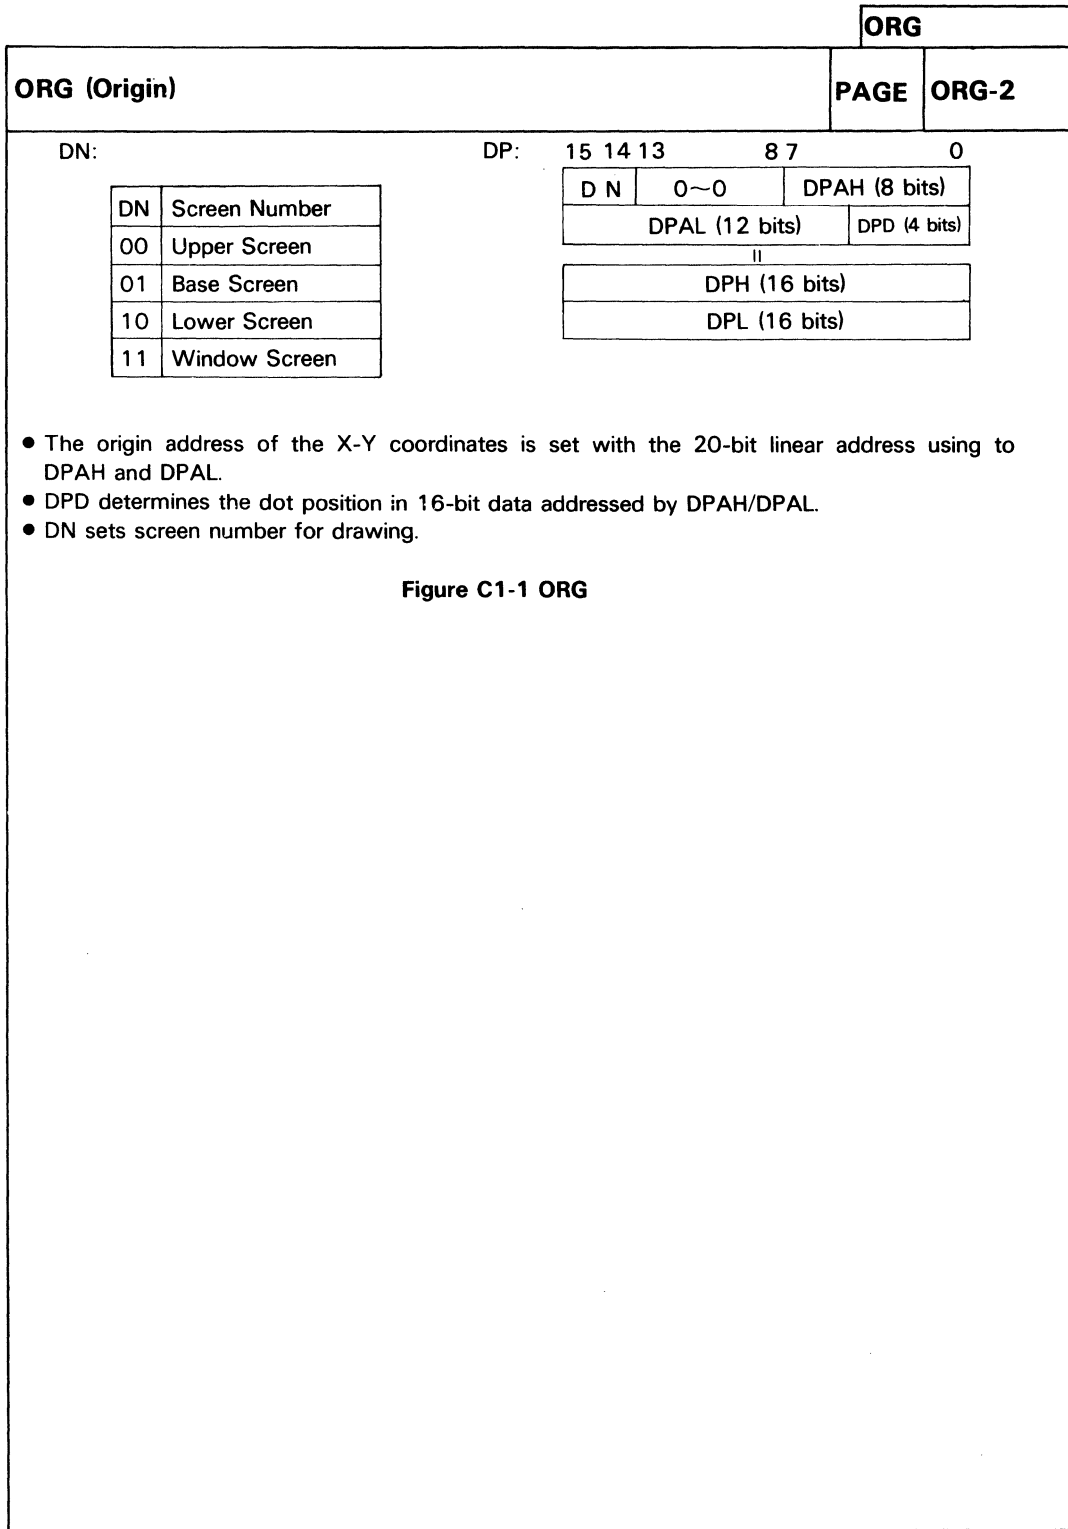 ORG
ORG (Origin) PAGE ORG-2
DN: DP: 15 14 13 8 7 0
DN Screen Number
00 Upper Screen
01 Base Screen
10 Lower Screen
11 Window Screen
D N 0~0 DPAH (8 bits)
DPAL (12 bits) DPD (4 bits)
=
DPH (16 bits)
DPL (16 bits)
● The origin address of the X-Y coordinates is set with the 20-bit linear address using to
DPAH and DPAL.
● DPD determines the dot position in 16-bit data addressed by DPAH/DPAL.
● DN sets screen number for drawing.
Figure C1-1 ORG